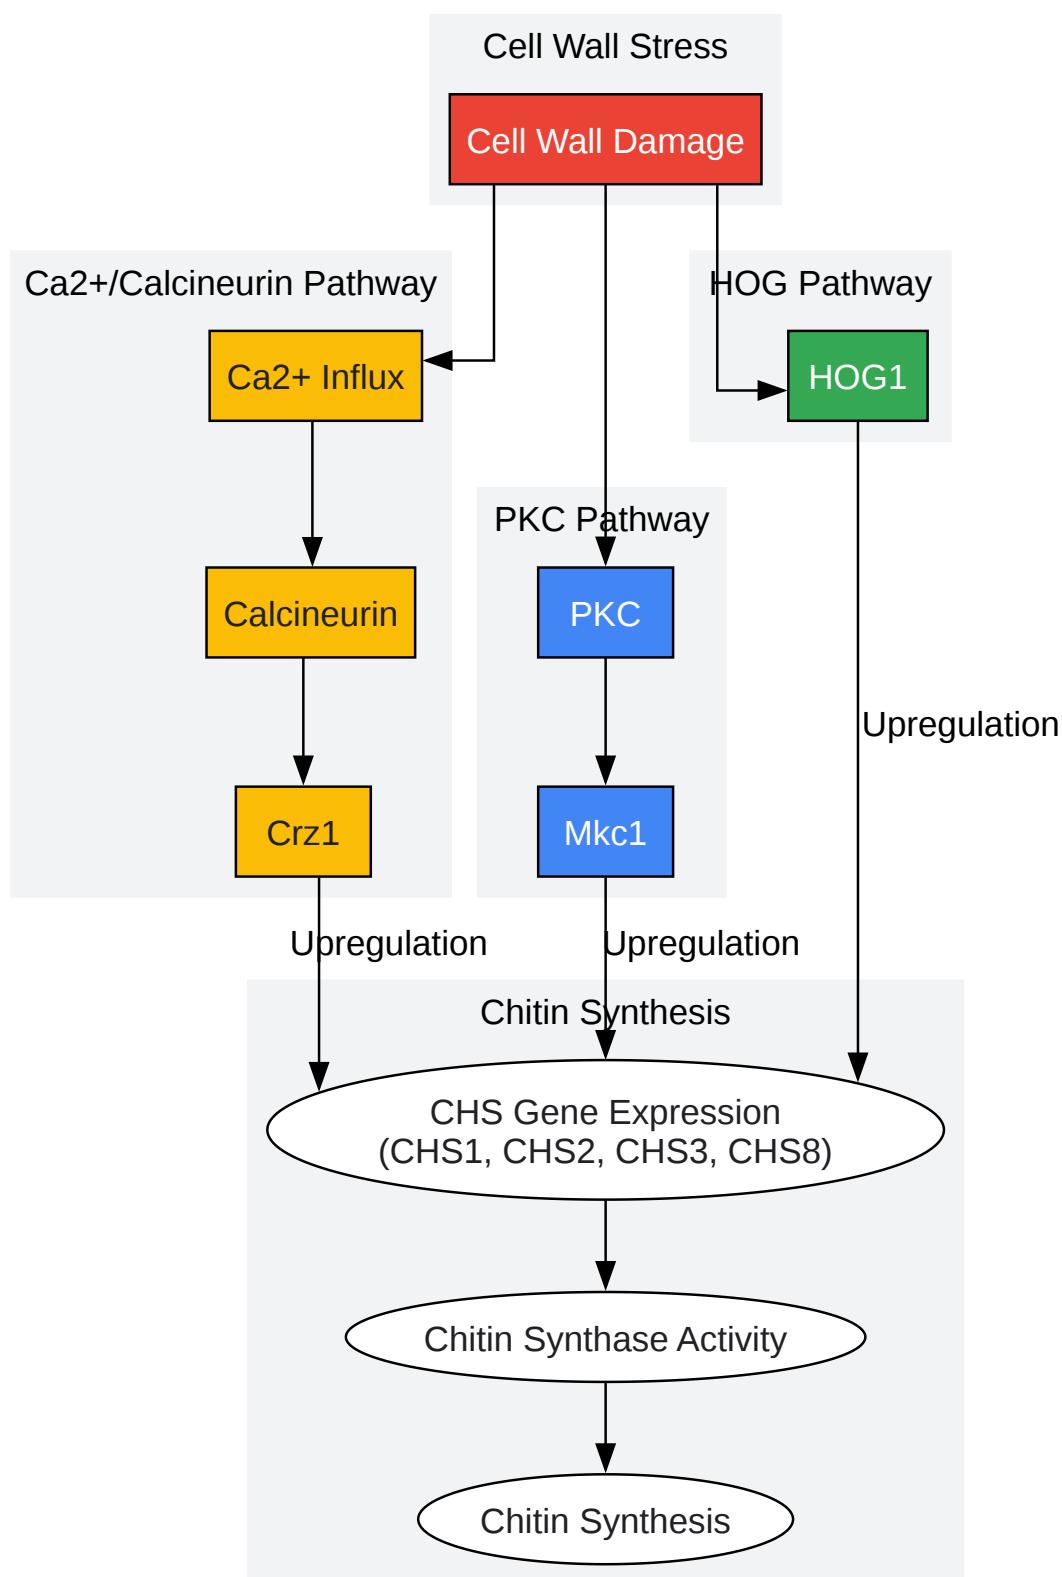 Cell Wall Stress
Cell Wall Damage
Ca2+/Calcineurin Pathway
HOG Pathway
Ca2+ Influx
HOG1
PKC Pathway
Calcineurin
PKC
Upregulation
Crz1
Mkc1
Upregulation
Upregulation
Chitin Synthesis
CHS Gene Expression
(CHS1, CHS2, CHS3, CHS8)
Chitin Synthase Activity
Chitin Synthesis